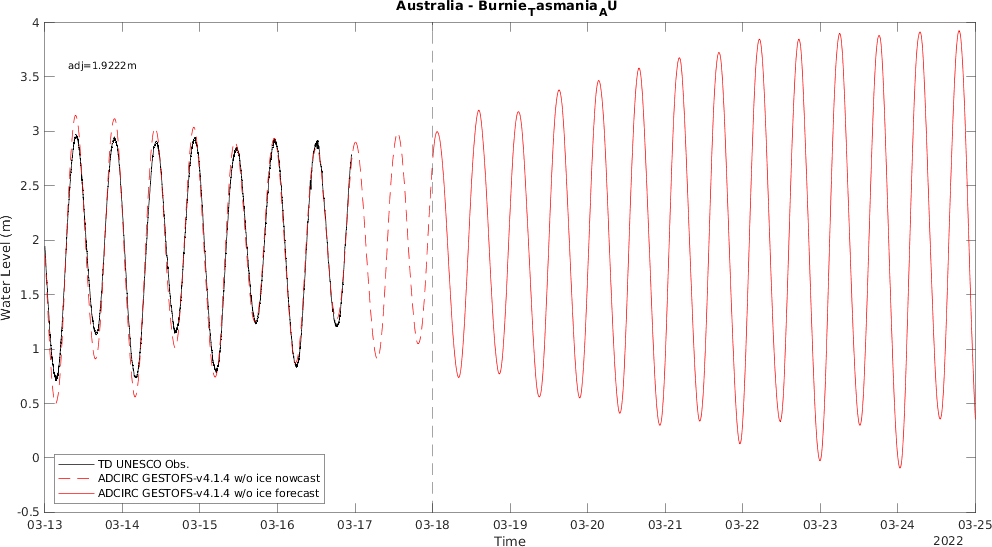 Australia - Burnie_Tasmania_AU
adj=1.9222m
4
3.5
3
2.5
2
1.5
1
0.5
0
-0.5
Water Level (m)
TD UNESCO Obs.
ADCIRC GESTOFS-v4.1.4 w/o ice nowcast
ADCIRC GESTOFS-v4.1.4 w/o ice forecast
03-13 03-14 03-15 03-16 03-17 03-18 03-19 03-20 03-21 03-22 03-23 03-24 03-25
Time
2022